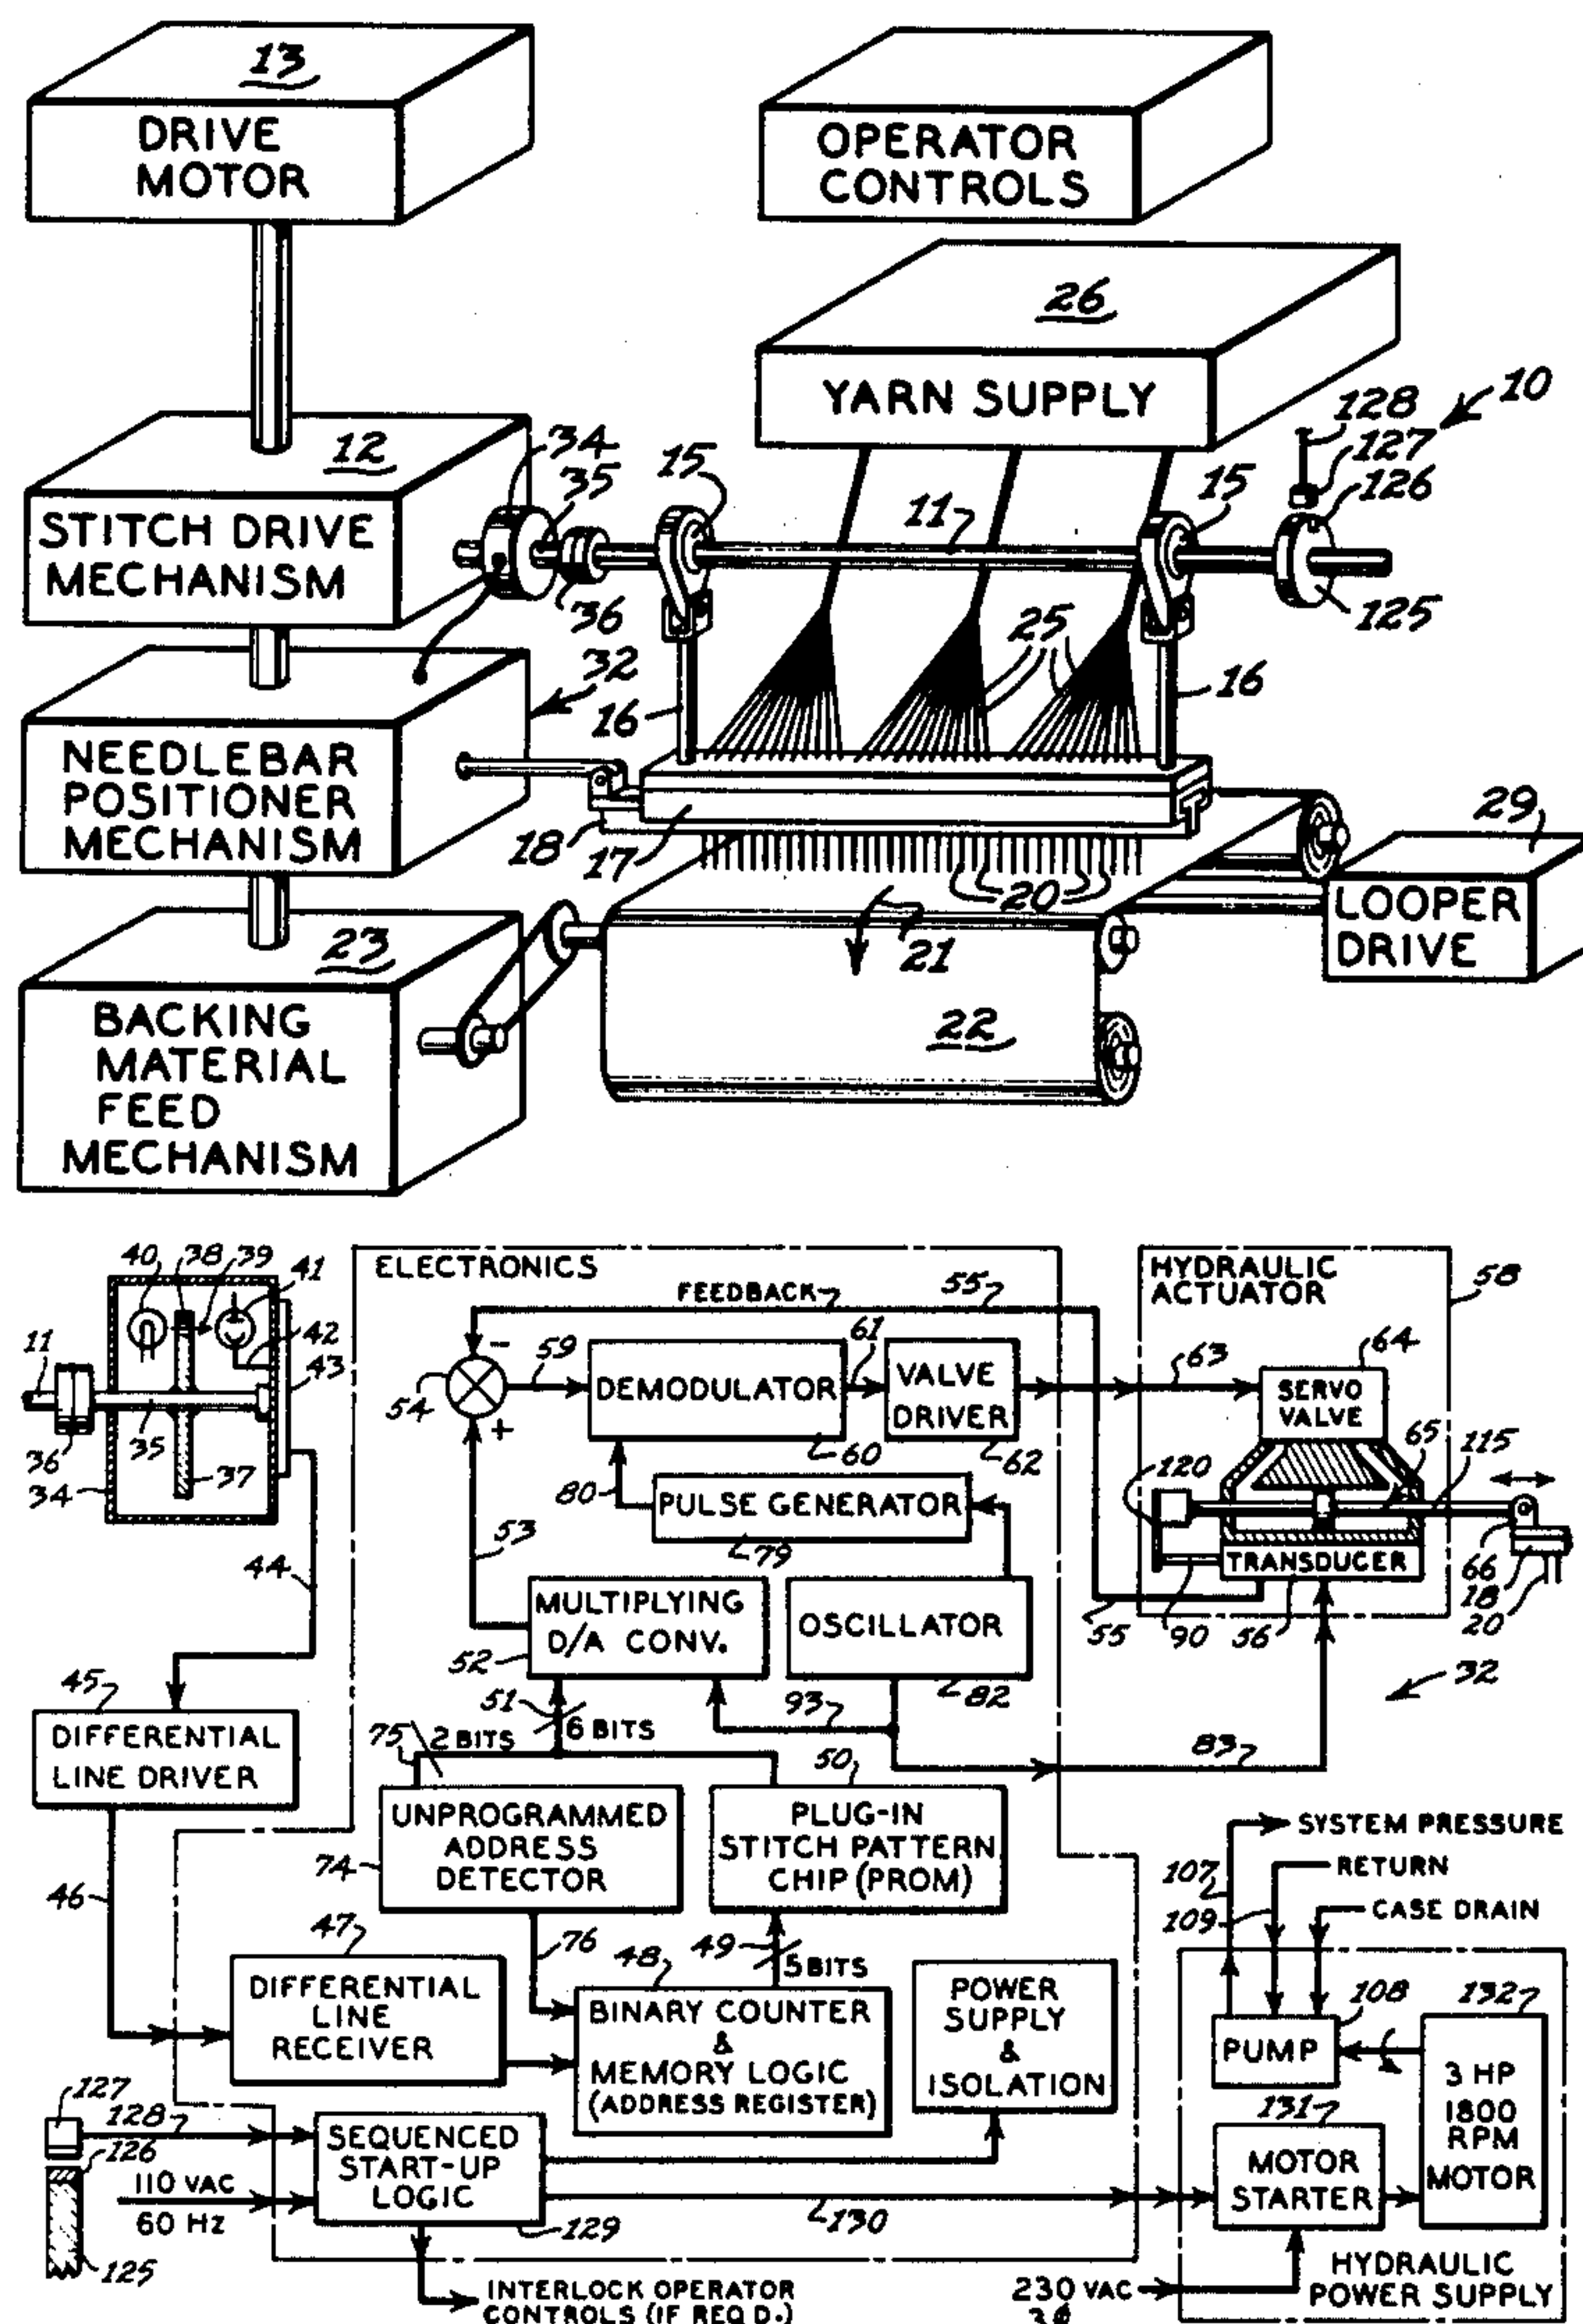 13
DRIVE
MOTOR
OPERATOR
CONTROLS
26
YARN SUPPLY
10
128
127
126
125
12
STITCH DRIVE
MECHANISM
34
35
36
15
11
15
25
16
16
32
NEEDLEBAR
POSITIONER
MECHANISM
18
17
20
21
29
LOOPER
DRIVE
23
BACKING
MATERIAL
FEED
MECHANISM
22
40
38
39
41
42
43
11
36
34
35
37
44
ELECTRONICS
FEEDBACK
55
54
-
+
59
DEMODULATOR
60
61
VALVE
DRIVER
62
63
HYDRAULIC
ACTUATOR
58
64
SERVO
VALVE
65
115
120
TRANSDUCER
66
18
20
55
90
56
32
80
PULSE GENERATOR
79
53
MULTIPLYING
D/A CONV.
52
OSCILLATOR
82
93
83
51
6 BITS
75
2 BITS
50
45
DIFFERENTIAL
LINE DRIVER
46
UNPROGRAMMED
ADDRESS
DETECTOR
74
PLUG-IN
STITCH PATTERN
CHIP (PROM)
76
49
5 BITS
47
DIFFERENTIAL
LINE
RECEIVER
48
BINARY COUNTER
&
MEMORY LOGIC
(ADDRESS REGISTER)
POWER
SUPPLY
&
ISOLATION
SYSTEM PRESSURE
107
RETURN
109
CASE DRAIN
108
PUMP
132
3 HP
1800
RPM
MOTOR
131
MOTOR
STARTER
127
128
126
110 VAC
60 Hz
125
SEQUENCED
START-UP
LOGIC
129
130
INTERLOCK OPERATOR
CONTROLS (IF REQ D.)
230 VAC
3ø
HYDRAULIC
POWER SUPPLY